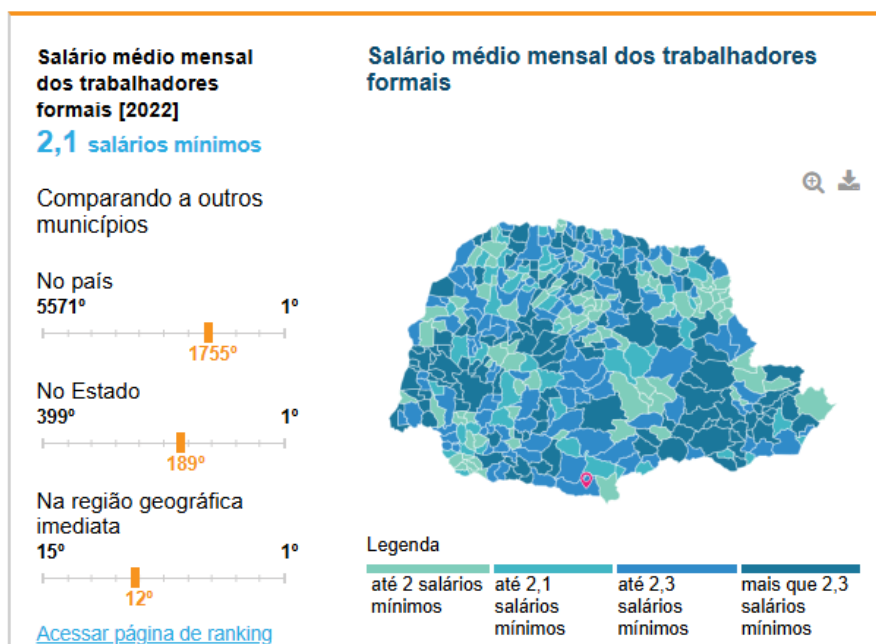 Salário médio mensal
dos trabalhadores
formais [2022]
2,1 salários mínimos
Comparando a outros
municípios
No país
5571º 1º
1755º
No Estado
399º 1º
189º
Na região geográfica
imediata
15º 1º
12º
Acessar página de ranking
Salário médio mensal dos trabalhadores
formais
Legenda
até 2 salários
mínimos
até 2,1
salários
mínimos
até 2,3
salários
mínimos
mais que 2,3
salários
mínimos